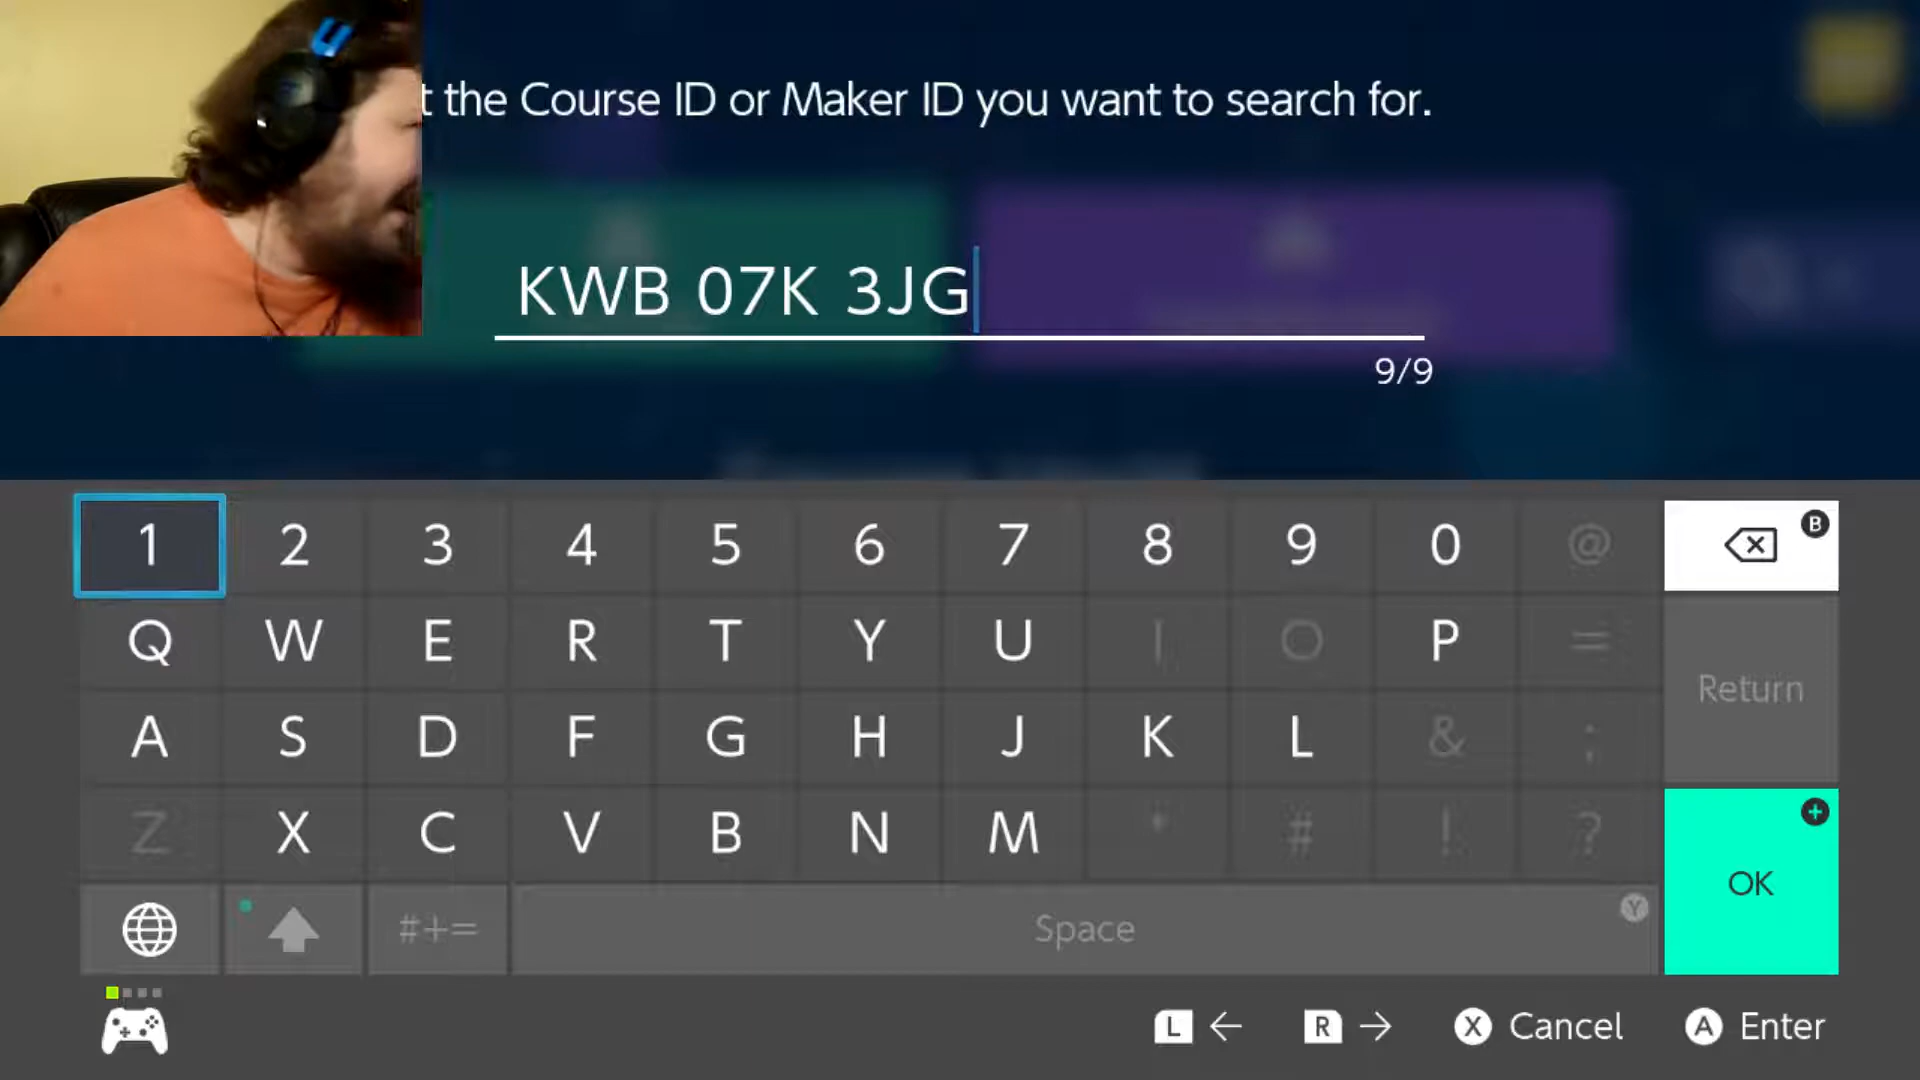 t the Course ID or Maker ID you want to search for.
KWB 07K 3JG
9/9
1 2 3 4 5 6 7 8 9 0 @
B
Q W E R T Y U I O P =
Return
A S D F G H J K L & ;
Z X C V B N M ' # ! ?
+
OK
#+=
Space
Y
L ← R → X Cancel A Enter